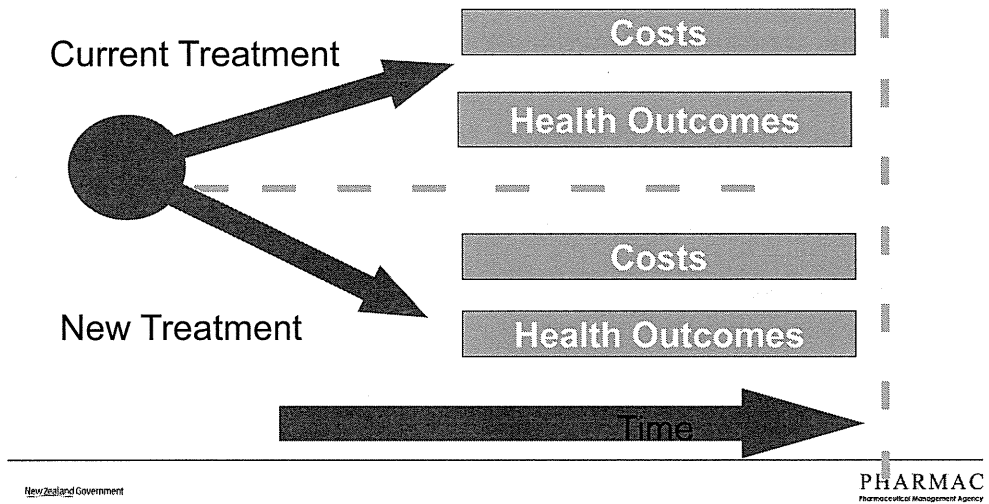 Current Treatment
Costs
Health Outcomes
New Treatment
Costs
Health Outcomes
Time
New Zealand Government
PHARMAC
Pharmaceutical Management Agency